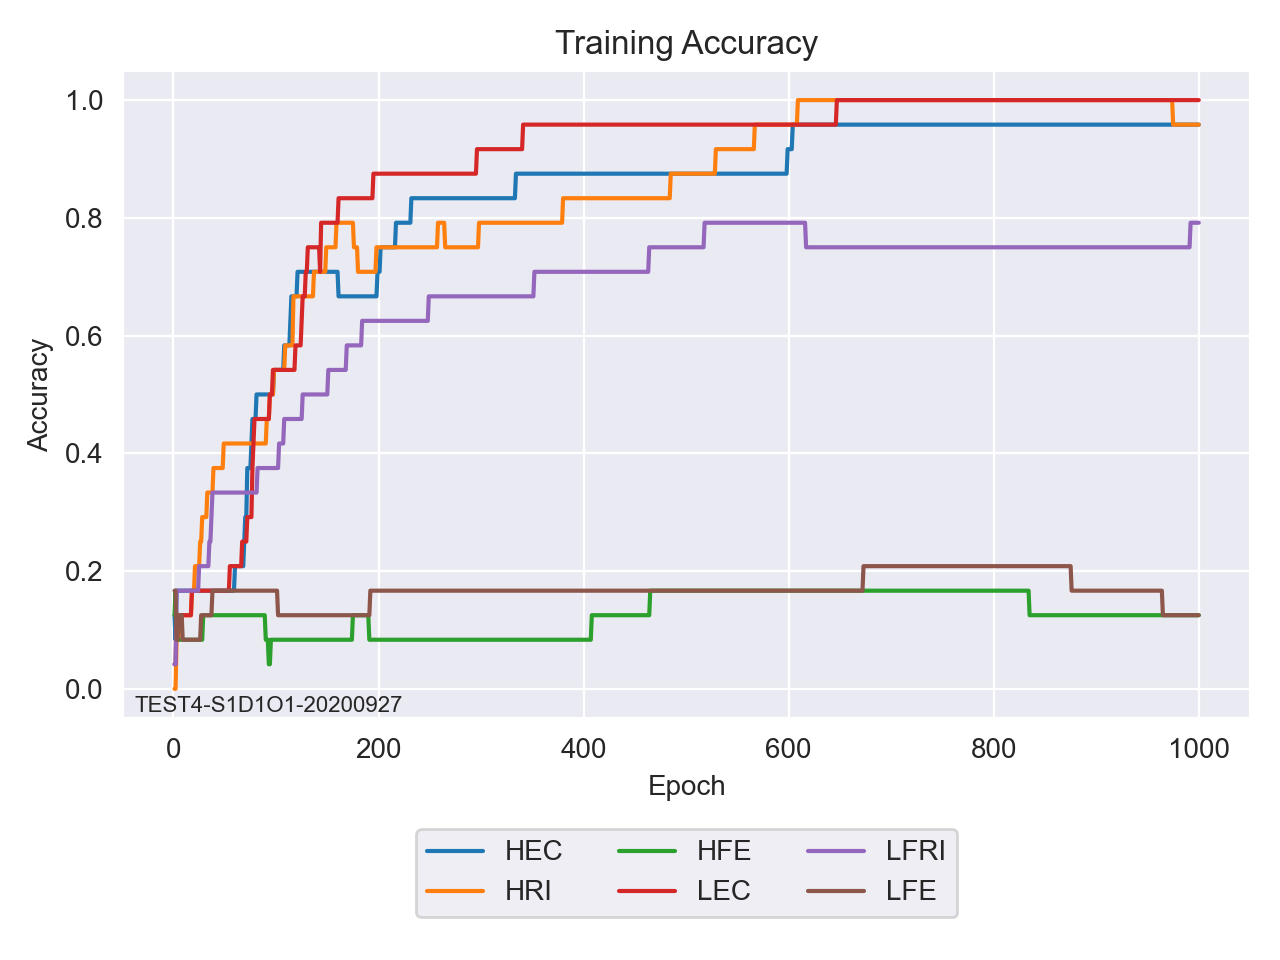 Training Accuracy
1.0
0.8
0.6
0.4
0.2
0.0
Accuracy
TEST4-S1D1O1-20200927
0 200 400 600 800 1000
Epoch
HEC HFE LFRI
HRI LEC LFE